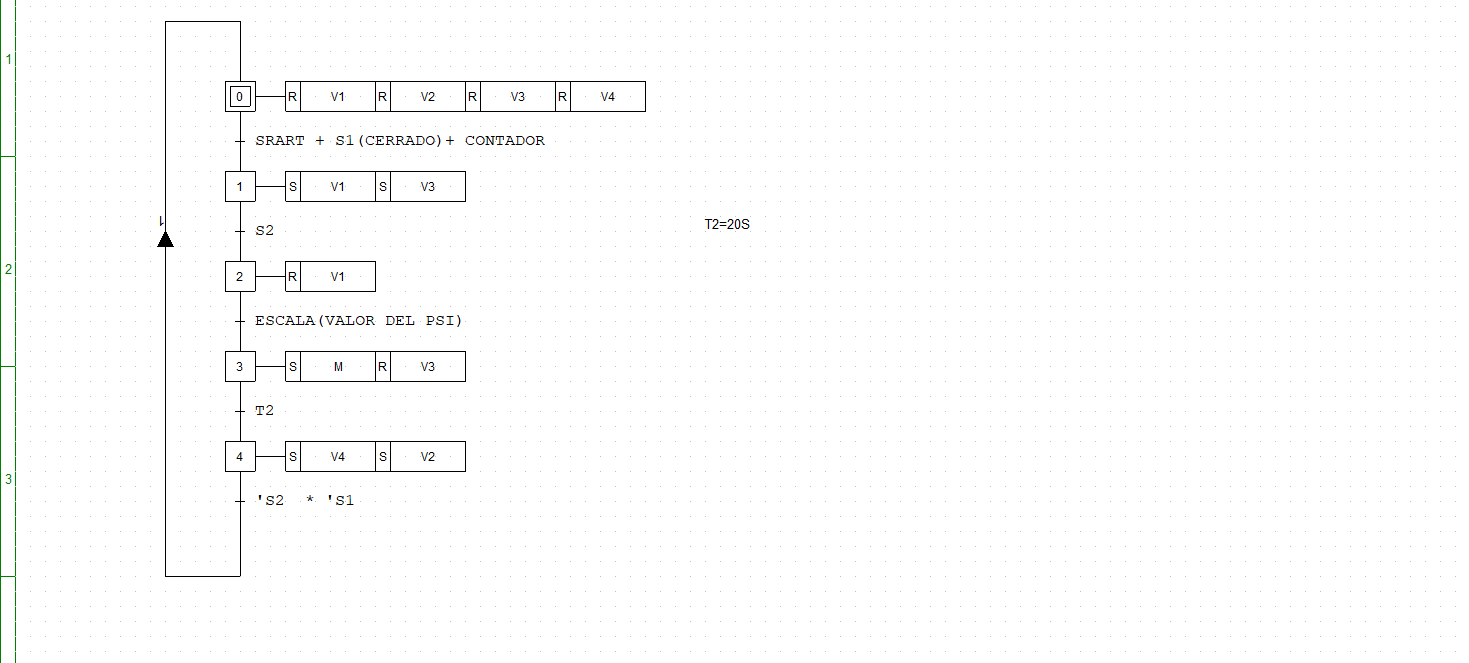 1
0 R V1 R V2 R V3 R V4
SRART + S1(CERRADO)+ CONTADOR
1 S V1 S V3
1
S2
T2=20S
2
2 R V1
ESCALA(VALOR DEL PSI)
3 S M R V3
T2
4 S V4 S V2
3
'S2 * 'S1